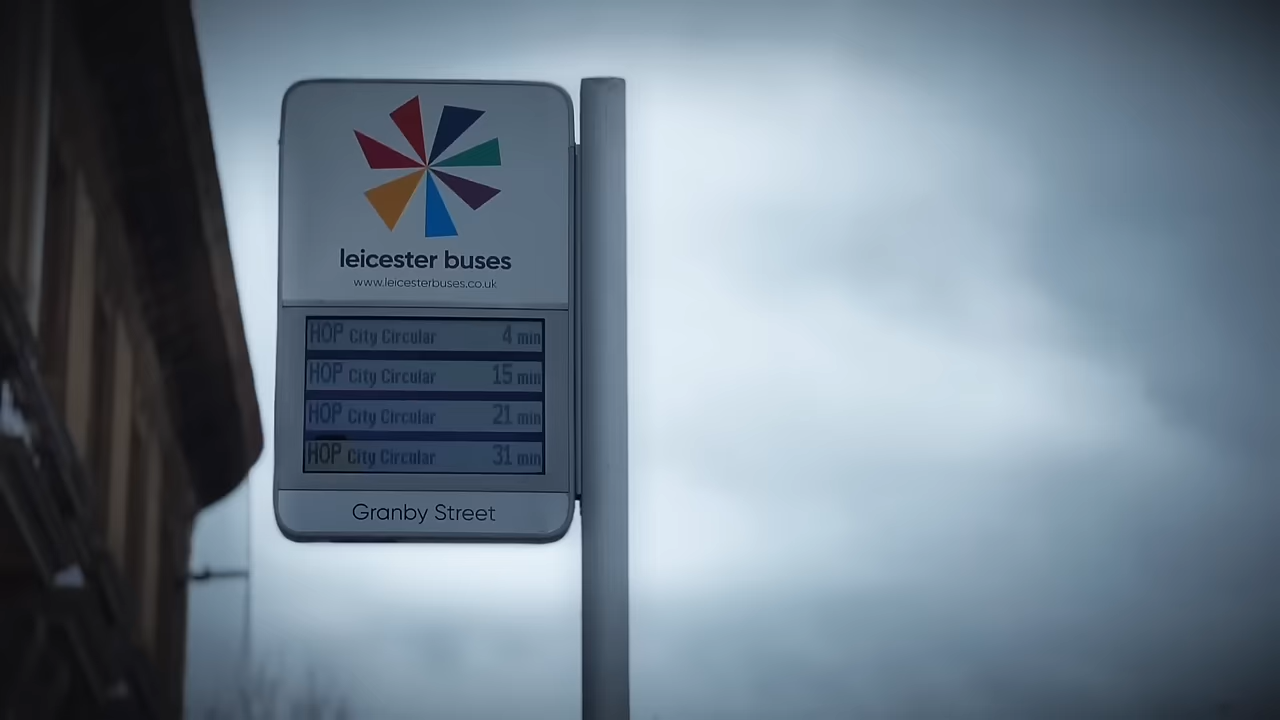 leicester buses
www.leicesterbuses.co.uk
HOP City Circular 4 min
HOP City Circular 15 min
HOP City Circular 21 min
HOP City Circular 31 min
Granby Street